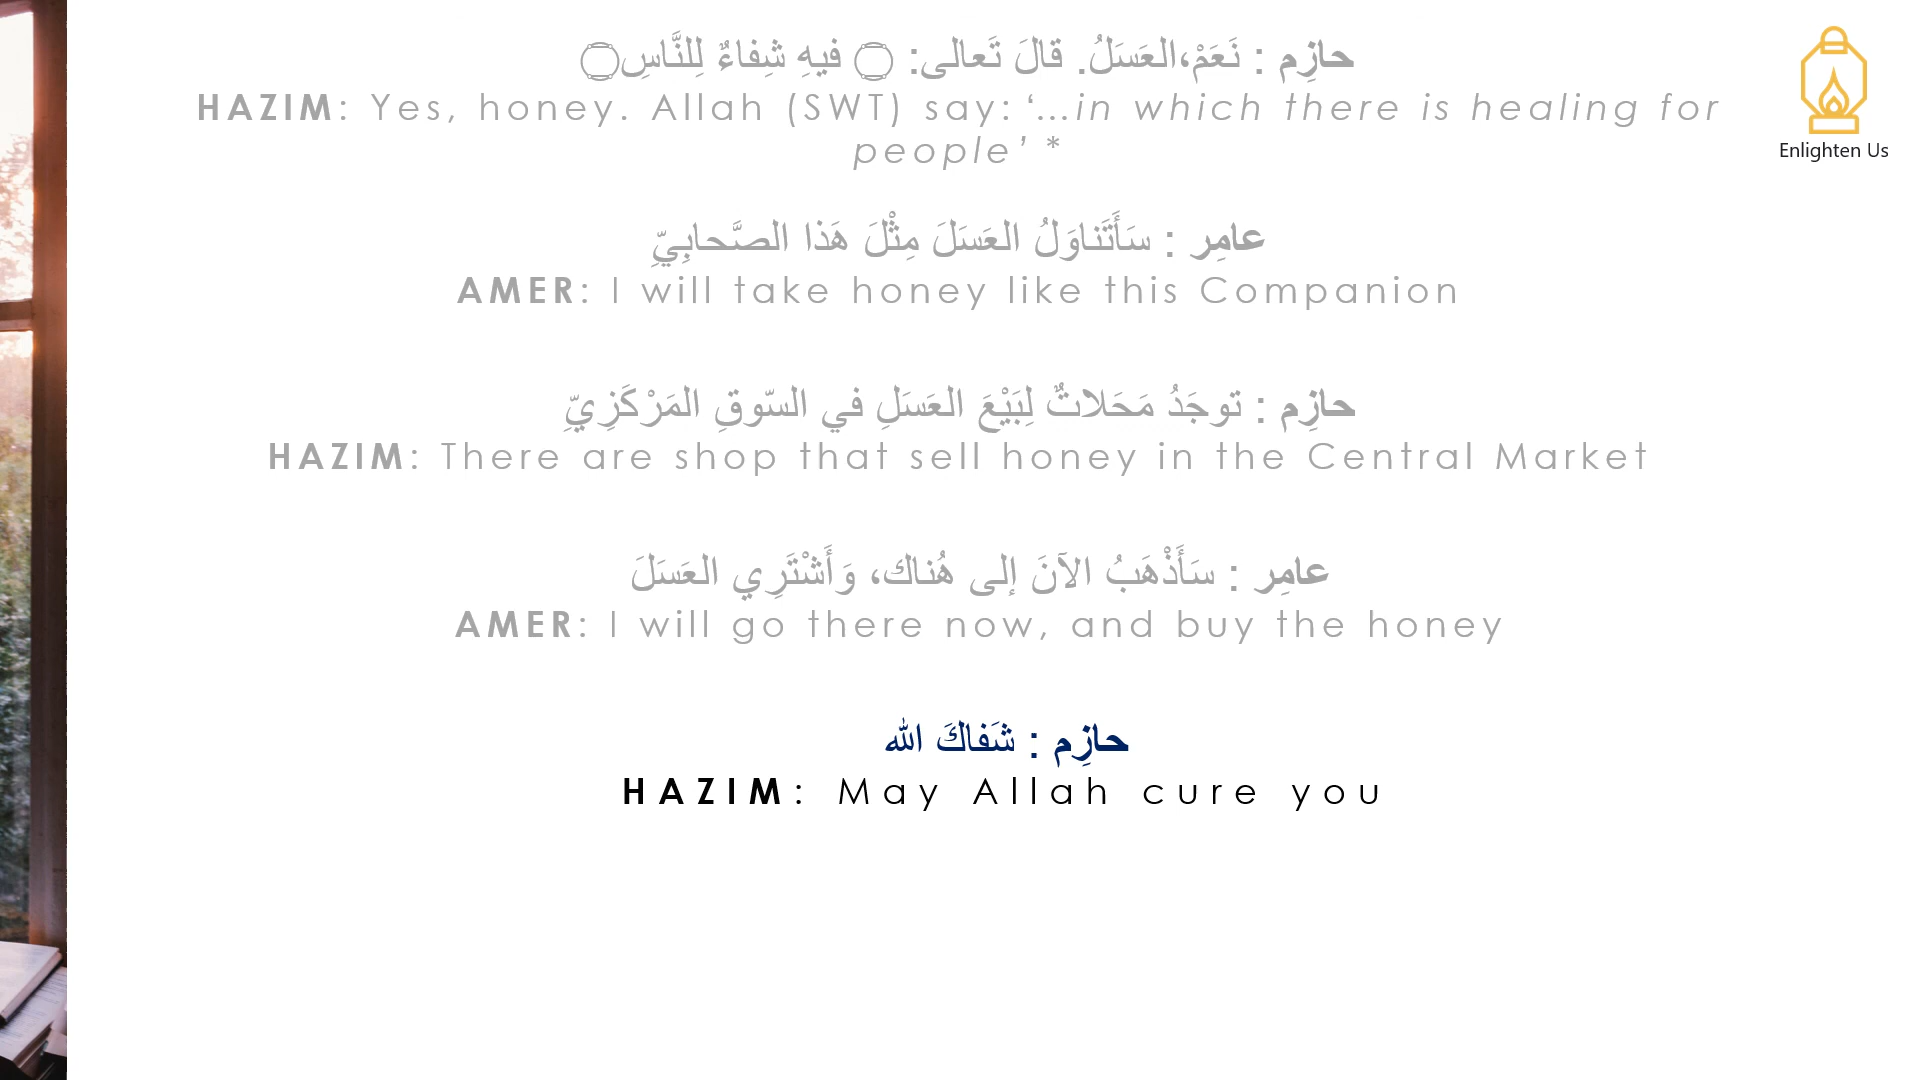 حازِم : نَعَمْ،العَسَلُ. قالَ تَعالى: ۝ فيهِ شِفاءٌ لِلنَّاسِ۝
HAZIM: Yes, honey. Allah (SWT) say: ‘…in which there is healing for
people’ *
Enlighten Us
عامِر : سَأَتَناوَلُ العَسَلَ مِثْلَ هَذا الصَّحابِيِّ
AMER: I will take honey like this Companion
حازِم : توجَدُ مَحَلاتٌ لِبَيْعَ العَسَلِ في السّوقِ المَرْكَزِيِّ
HAZIM: There are shop that sell honey in the Central Market
عامِر : سَأَذْهَبُ الآنَ إلى هُناك، وَأَشْتَرِي العَسَلَ
AMER: I will go there now, and buy the honey
حازِم : شَفاكَ الله
HAZIM: May Allah cure you